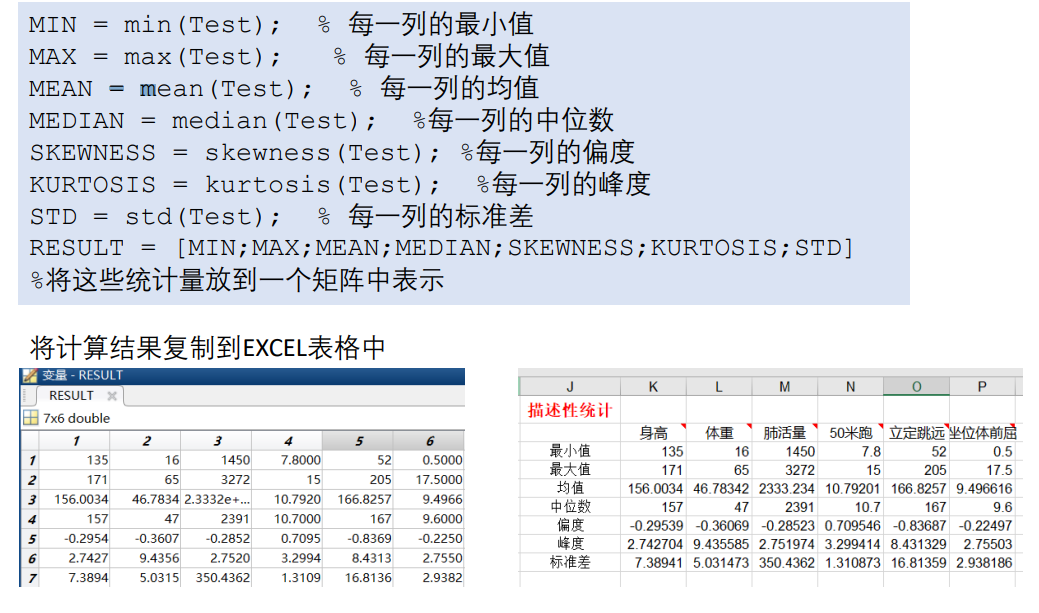 MIN = min(Test);  % 每一列的最小值
MAX = max(Test);   % 每一列的最大值
MEAN = mean(Test);  % 每一列的均值
MEDIAN = median(Test);  %每一列的中位数
SKEWNESS = skewness(Test); %每一列的偏度
KURTOSIS = kurtosis(Test);  %每一列的峰度
STD = std(Test);  % 每一列的标准差
RESULT = [MIN;MAX;MEAN;MEDIAN;SKEWNESS;KURTOSIS;STD]
%将这些统计量放到一个矩阵中表示
将计算结果复制到EXCEL表格中
变量 - RESULT
RESULT
7x6 double
1 2 3 4 5 6
1 135 16 1450 7.8000 52 0.5000
2 171 65 3272 15 205 17.5000
3 156.0034 46.7834 2.3332e+... 10.7920 166.8257 9.4966
4 157 47 2391 10.7000 167 9.6000
5 -0.2954 -0.3607 -0.2852 0.7095 -0.8369 -0.2250
6 2.7427 9.4356 2.7520 3.2994 8.4313 2.7550
7 7.3894 5.0315 350.4362 1.3109 16.8136 2.9382
J K L M N O P
描述性统计
身高 体重 肺活量 50米跑 立定跳远 坐位体前屈
最小值 135 16 1450 7.8 52 0.5
最大值 171 65 3272 15 205 17.5
均值 156.0034 46.78342 2333.234 10.79201 166.8257 9.496616
中位数 157 47 2391 10.7 167 9.6
偏度 -0.29539 -0.36069 -0.28523 0.709546 -0.83687 -0.22497
峰度 2.742704 9.435585 2.751974 3.299414 8.431329 2.75503
标准差 7.38941 5.031473 350.4362 1.310873 16.81359 2.938186